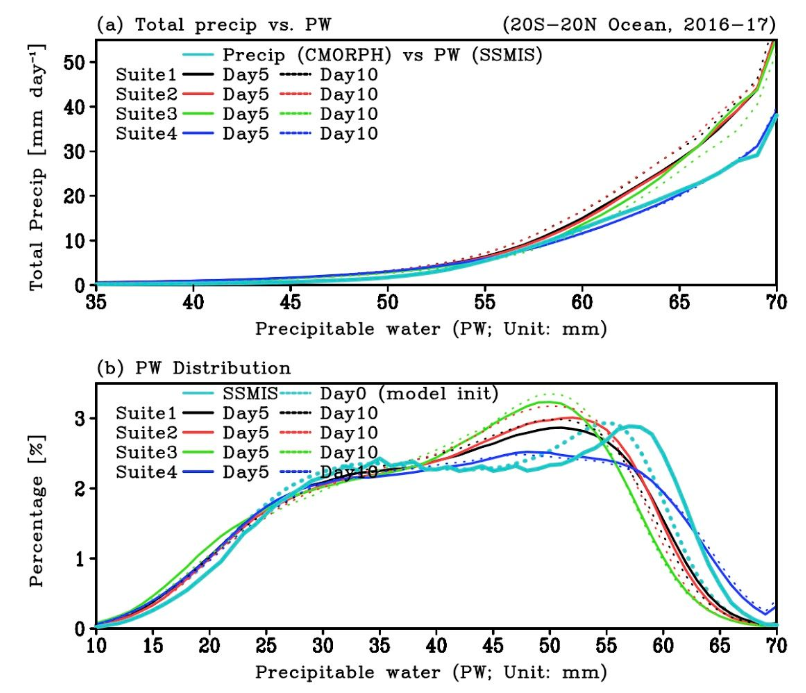 (a) Total precip vs. PW (20S-20N Ocean, 2016-17)
Precip (CMORPH) vs PW (SSMIS)
Suite1 Day5 Day10
Suite2 Day5 Day10
Suite3 Day5 Day10
Suite4 Day5 Day10
Total Precip [mm day⁻¹]
50
40
30
20
10
0
35 40 45 50 55 60 65 70
Precipitable water (PW; Unit: mm)
(b) PW Distribution
SSMIS Day0 (model init)
Suite1 Day5 Day10
Suite2 Day5 Day10
Suite3 Day5 Day10
Suite4 Day5 Day10
Percentage [%]
3
2
1
0
10 15 20 25 30 35 40 45 50 55 60 65 70
Precipitable water (PW; Unit: mm)